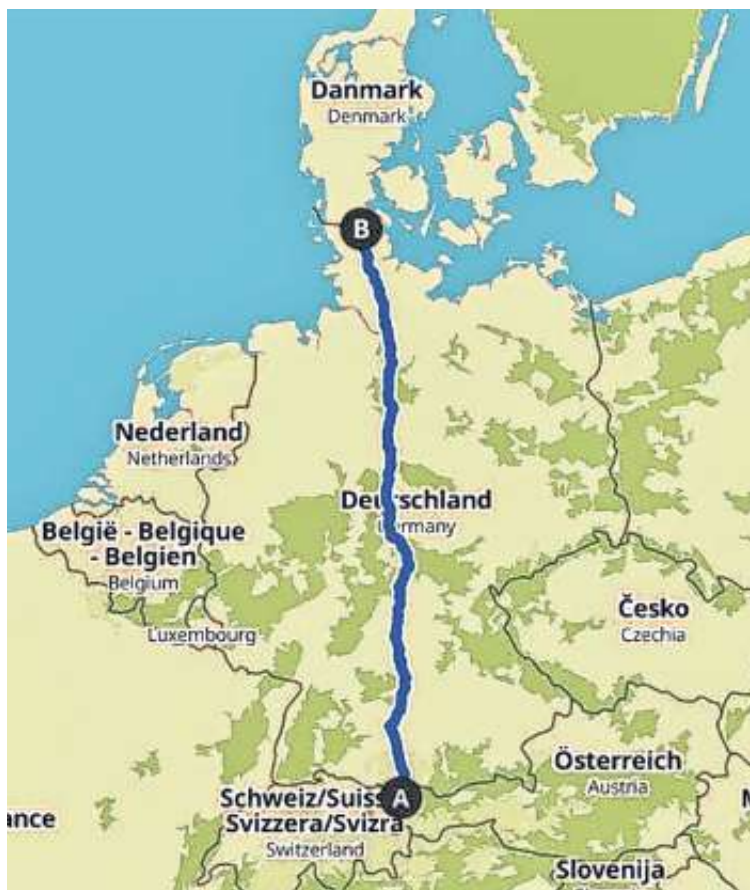 Danmark
Denmark
B
Nederland
Netherlands
Deutschland
Germany
België - Belgique
- Belgien
Belgium
Česko
Czechia
Luxembourg
Österreich
Austria
A
Schweiz/Suiss
Svizzera/Svizra
Switzerland
ance
Slovenija